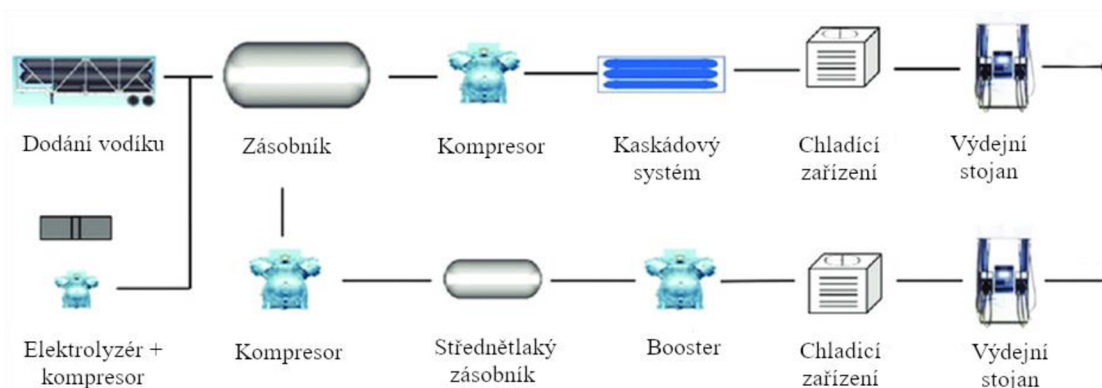 Dodání vodíku
Zásobník
Kompresor
Kaskádový
systém
Chladící
zařízení
Výdejní
stojan
Elektrolyzér +
kompresor
Kompresor
Střednětlaký
zásobník
Booster
Chladicí
zařízení
Výdejní
stojan